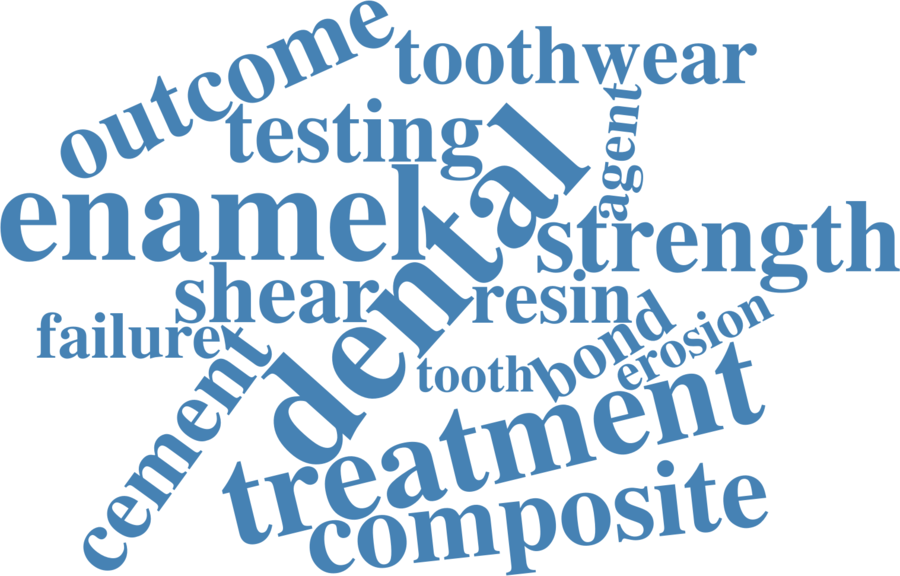 outcome
toothwear
testing
agent
enamel
dental
strength
shear
resin
failure
bond
erosion
cement
tooth
treatment
composite